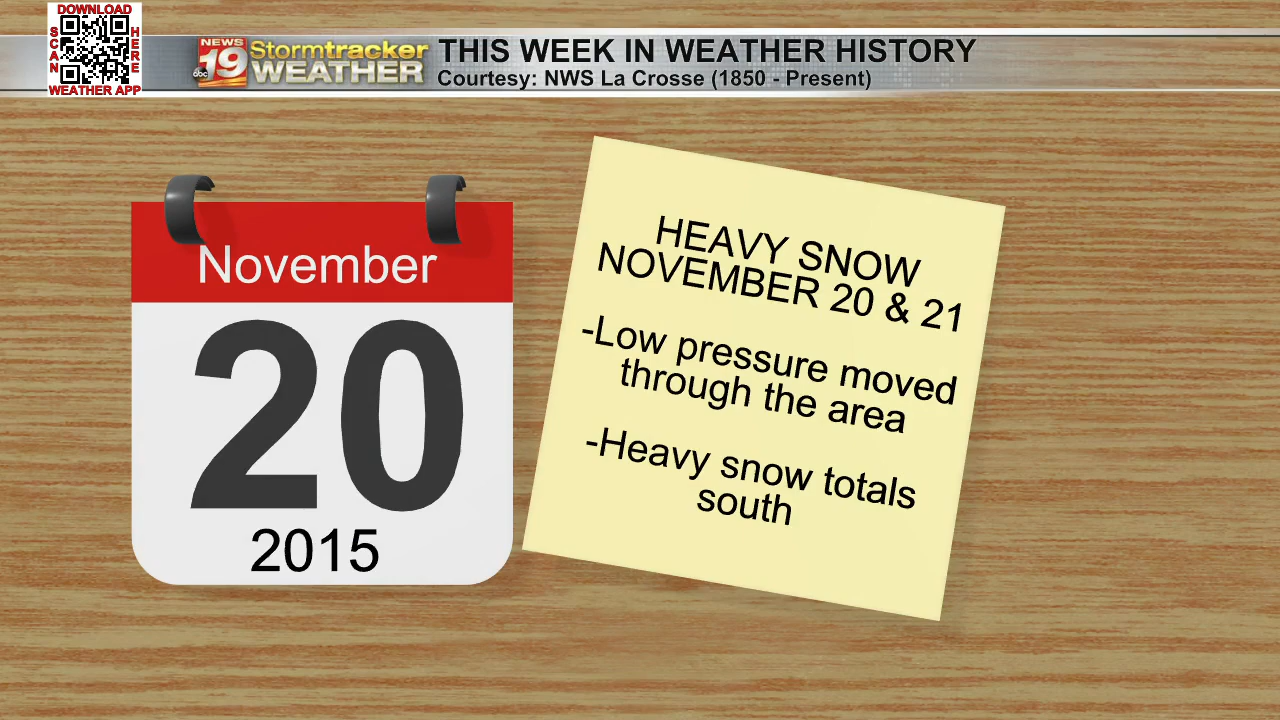 DOWNLOAD
SCAN
HERE
WEATHER APP
NEWS
abc 19
Stormtracker
WEATHER
THIS WEEK IN WEATHER HISTORY
Courtesy: NWS La Crosse (1850 - Present)
November
20
2015
HEAVY SNOW
NOVEMBER 20 & 21
-Low pressure moved
through the area
-Heavy snow totals
south